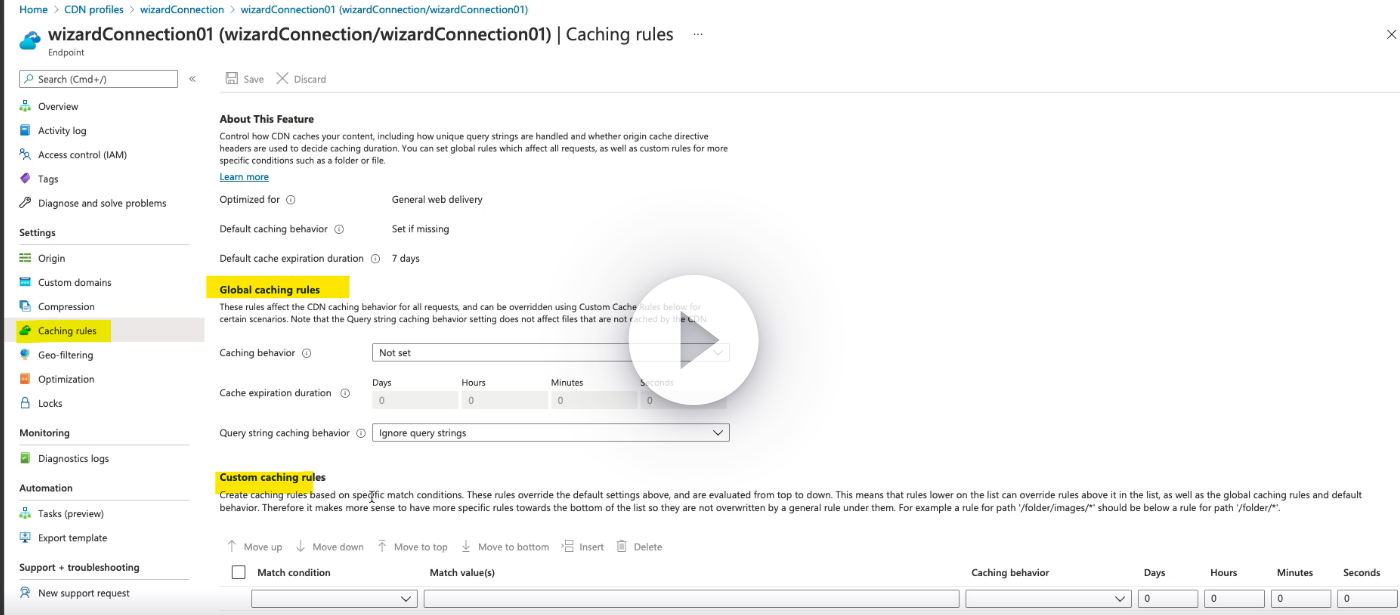 Home > CDN profiles > wizardConnection > wizardConnection01 (wizardConnection/wizardConnection01)
wizardConnection01 (wizardConnection/wizardConnection01) | Caching rules ...
Endpoint
Search (Cmd+/) «
Overview
Activity log
Access control (IAM)
Tags
Diagnose and solve problems
Settings
Origin
Custom domains
Compression
Caching rules
Geo-filtering
Optimization
Locks
Monitoring
Diagnostics logs
Automation
Tasks (preview)
Export template
Support + troubleshooting
New support request
Save Discard
About This Feature
Control how CDN caches your content, including how unique query strings are handled and whether origin cache directive
headers are used to decide caching duration. You can set global rules which affect all requests, as well as custom rules for more
specific conditions such as a folder or file.
Learn more
Optimized for General web delivery
Default caching behavior Set if missing
Default cache expiration duration 7 days
Global caching rules
These rules affect the CDN caching behavior for all requests, and can be overridden using Custom Cache Rules below for
certain scenarios. Note that the Query string caching behavior setting does not affect files that are not cached by the CDN.
Caching behavior Not set
Days Hours Minutes Seconds
Cache expiration duration 0 0 0 0
Query string caching behavior Ignore query strings
Custom caching rules
Create caching rules based on specific match conditions. These rules override the default settings above, and are evaluated from top to down. This means that rules lower on the list can override rules above it in the list, as well as the global caching rules and default
behavior. Therefore it makes more sense to have more specific rules towards the bottom of the list so they are not overwritten by a general rule under them. For example a rule for path '/folder/images/*' should be below a rule for path '/folder/*'.
Move up Move down Move to top Move to bottom Insert Delete
Match condition Match value(s) Caching behavior Days Hours Minutes Seconds
0 0 0 0